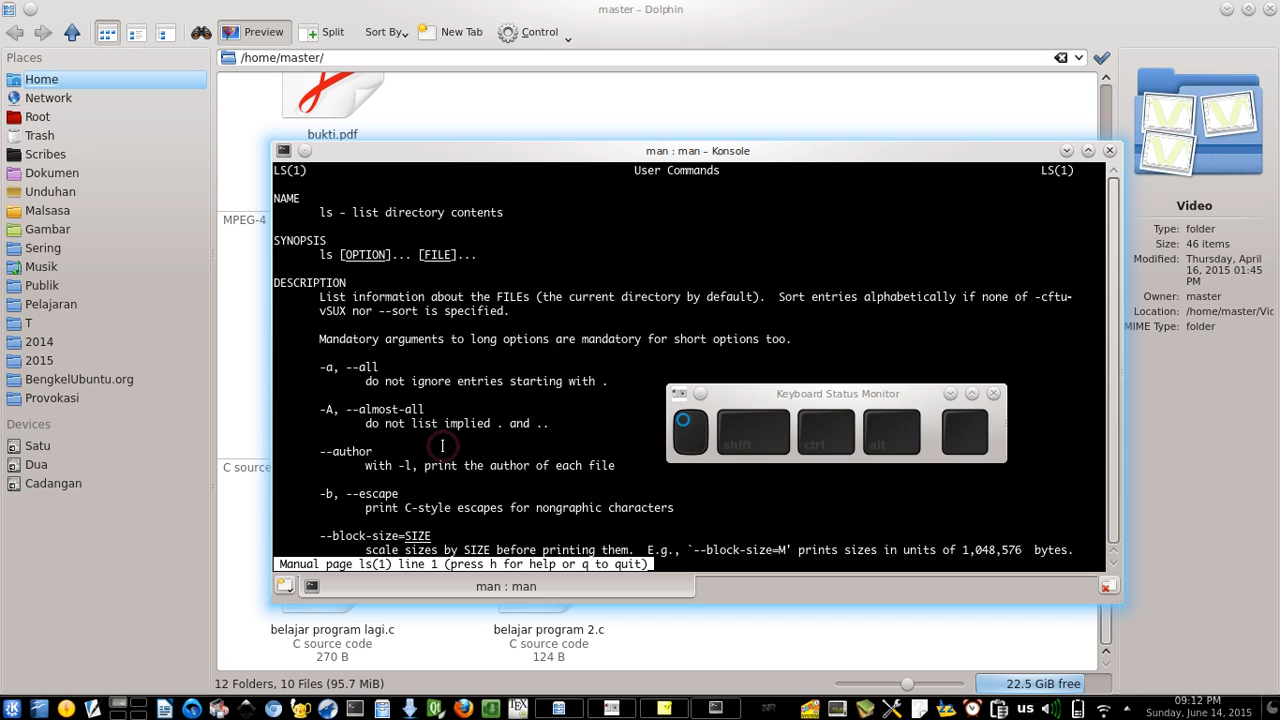 master – Dolphin
Preview Split Sort By New Tab Control
Places
/home/master/
Home
Network
Root
Trash
Scribes
Dokumen
Unduhan
Malsasa
Gambar
Sering
Musik
Publik
Pelajaran
T
2014
2015
BengkelUbuntu.org
Provokasi
Devices
Satu
Dua
Cadangan
bukti.pdf
MPEG-4
C source
man : man – Konsole
LS(1) User Commands LS(1)
NAME
ls - list directory contents
SYNOPSIS
ls [OPTION]... [FILE]...
DESCRIPTION
List information about the FILEs (the current directory by default). Sort entries alphabetically if none of -cftu-
vSUX nor --sort is specified.
Mandatory arguments to long options are mandatory for short options too.
-a, --all
do not ignore entries starting with .
-A, --almost-all
do not list implied . and ..
--author
with -l, print the author of each file
-b, --escape
print C-style escapes for nongraphic characters
--block-size=SIZE
scale sizes by SIZE before printing them. E.g., `--block-size=M' prints sizes in units of 1,048,576 bytes.
Manual page ls(1) line 1 (press h for help or q to quit)
man : man
Keyboard Status Monitor
shift ctrl alt
belajar program lagi.c
C source code
270 B
belajar program 2.c
C source code
124 B
12 Folders, 10 Files (95.7 MiB)
22.5 GiB free
Video
Type: folder
Size: 46 items
Modified: Thursday, April
16, 2015 01:45
PM
Owner: master
Location: /home/master/Vic
MIME Type: folder
us
09:12 PM
Sunday, June 14, 2015